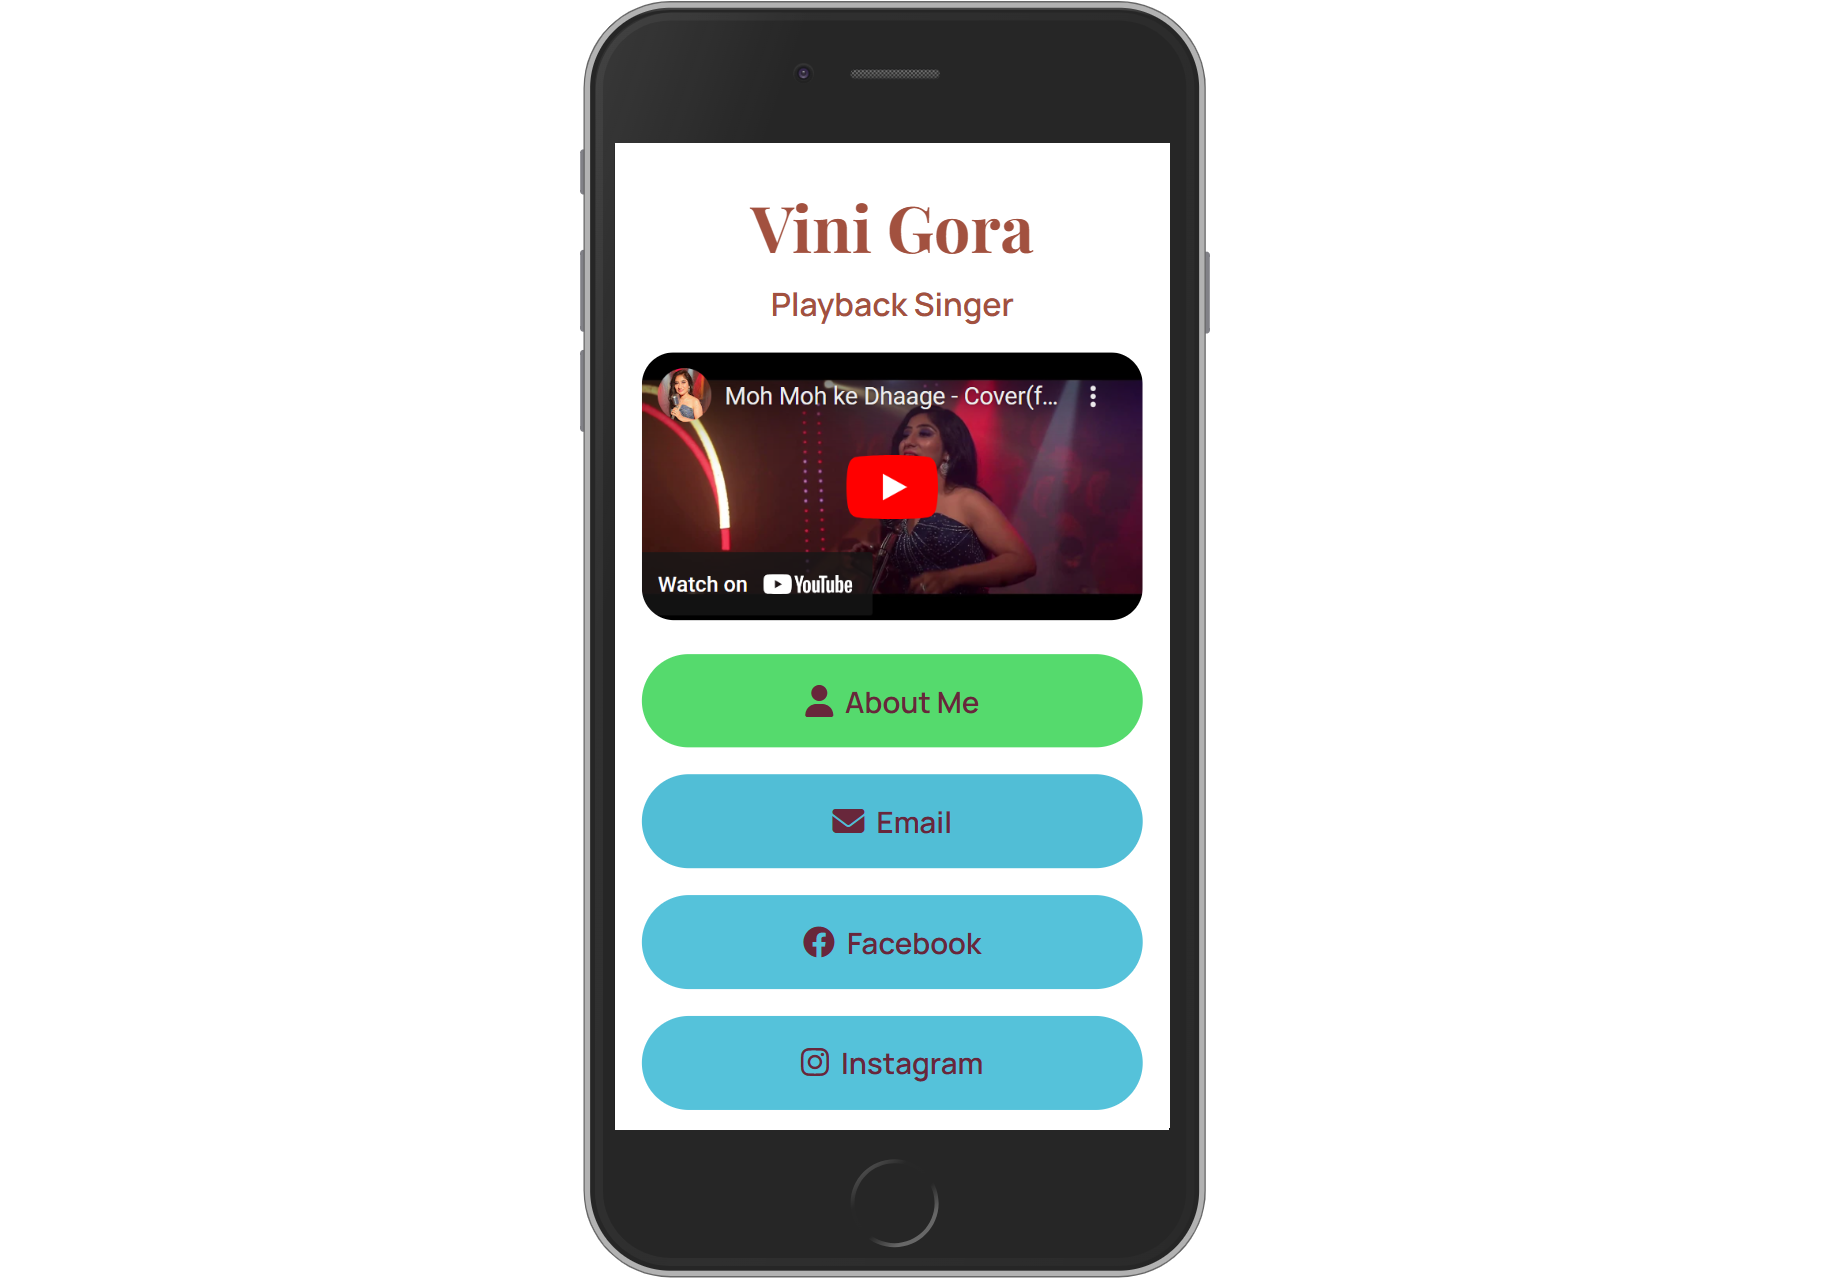 Vini Gora
Playback Singer
Moh Moh ke Dhaage - Cover(f...
Watch on YouTube
About Me
Email
Facebook
Instagram